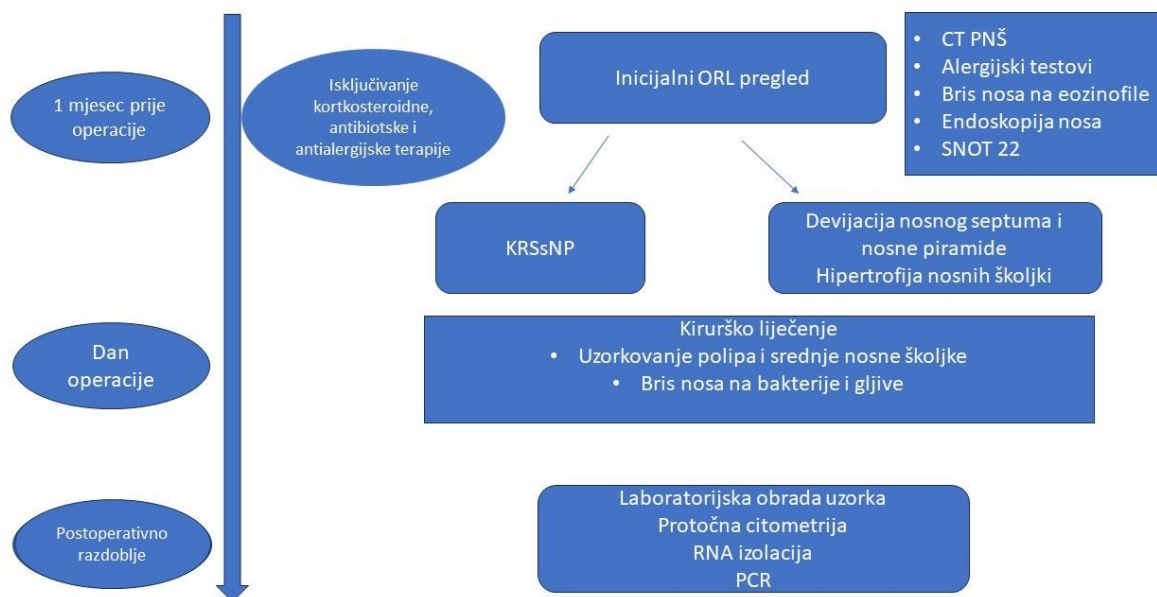 1 mjesec prije
operacije
Isključivanje
kortkosteroidne,
antibiotske i
antialergijske terapije
Inicijalni ORL pregled
• CT PNŠ
• Alergijski testovi
• Bris nosa na eozinofile
• Endoskopija nosa
• SNOT 22
KRSsNP
Devijacija nosnog septuma i
nosne piramide
Hipertrofija nosnih školjki
Dan
operacije
Kirurško liječenje
• Uzorkovanje polipa i srednje nosne školjke
• Bris nosa na bakterije i gljive
Postoperativno
razdoblje
Laboratorijska obrada uzorka
Protočna citometrija
RNA izolacija
PCR